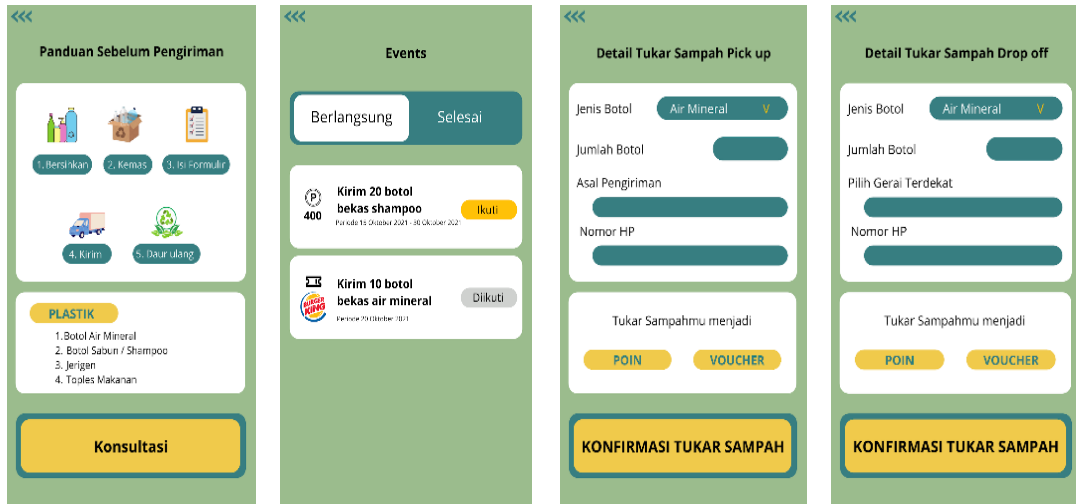 <<<
Panduan Sebelum Pengiriman
1.Bersinkan
2. Kemas
3. Isi Formulir
4. Kirim
5. Daur ulang
PLASTIK
1.Botol Air Mineral
2. Botol Sabun / Shampoo
3. Jerigen
4. Toples Makanan
Konsultasi
<<<
Events
Berlangsung
Selesai
P
400
Kirim 20 botol
bekas shampoo
Periode 15 Oktober 2021 - 30 Oktober 2021
Ikuti
BURGER
KING
Kirim 10 botol
bekas air mineral
Periode 20 Oktober 2021
Diikuti
<<<
Detail Tukar Sampah Pick up
Jenis Botol
Air Mineral V
Jumlah Botol
Asal Pengiriman
Nomor HP
Tukar Sampahmu menjadi
POIN
VOUCHER
KONFIRMASI TUKAR SAMPAH
<<<
Detail Tukar Sampah Drop off
Jenis Botol
Air Mineral V
Jumlah Botol
Pilih Gerai Terdekat
Nomor HP
Tukar Sampahmu menjadi
POIN
VOUCHER
KONFIRMASI TUKAR SAMPAH